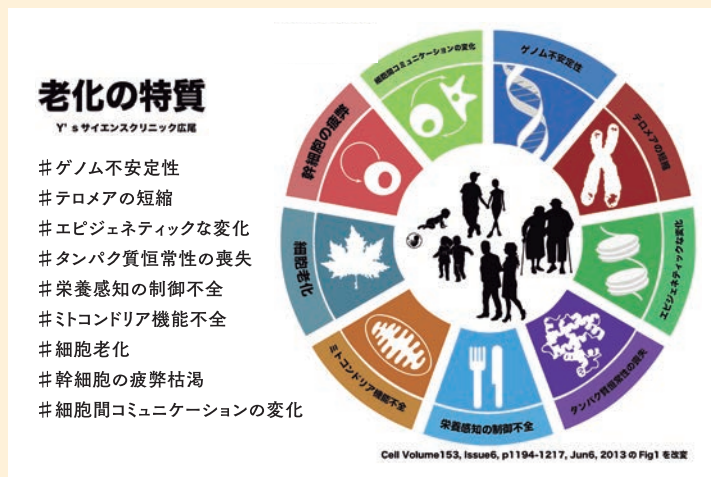 老化の特質
Y'sサイエンスクリニック広尾
#ゲノム不安定性
#テロメアの短縮
#エピジェネティックな変化
#タンパク質恒常性の喪失
#栄養感知の制御不全
#ミトコンドリア機能不全
#細胞老化
#幹細胞の疲弊枯渇
#細胞間コミュニケーションの変化
ゲノム不安定性
テロメアの短縮
エピジェネティックな変化
タンパク質恒常性の喪失
栄養感知の制御不全
ミトコンドリア機能不全
細胞老化
幹細胞の疲弊
細胞間コミュニケーションの変化
Cell Volume153, Issue6, p1194-1217, Jun6, 2013のFig1を改変